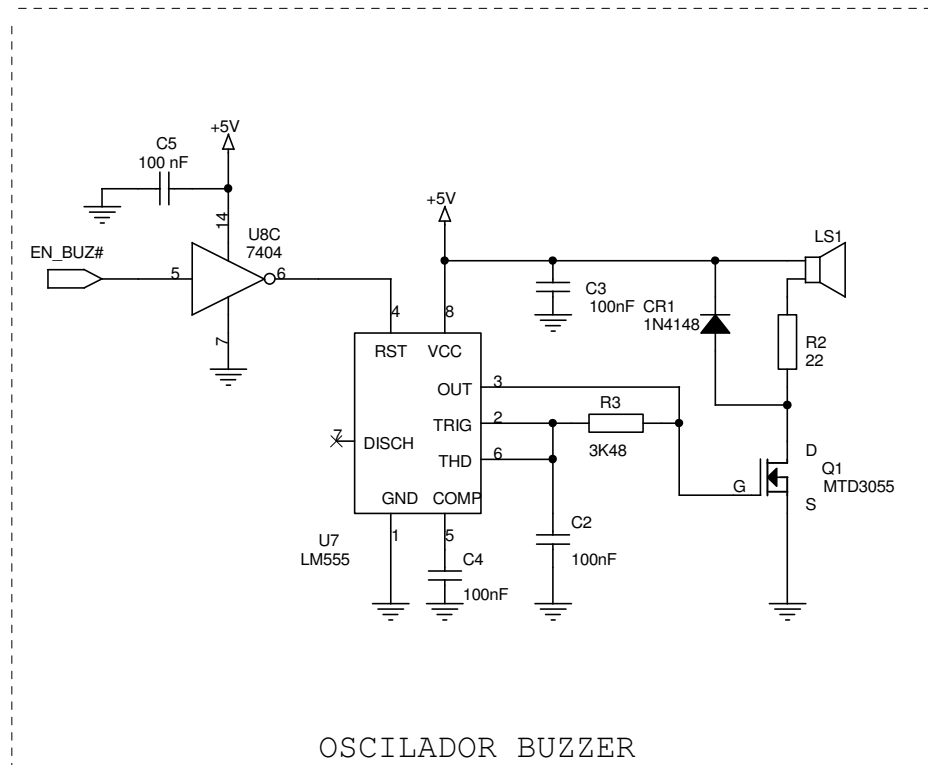 +5V
C5
100 nF
14
U8C
7404
EN_BUZ#
5
6
7
+5V
LS1
C3
100nF
CR1
1N4148
R2
22
4
8
RST
VCC
OUT
3
R3
3K48
TRIG
2
7
DISCH
THD
6
D
Q1
MTD3055
G
S
GND
COMP
1
5
U7
LM555
C4
100nF
C2
100nF
OSCILADOR BUZZER